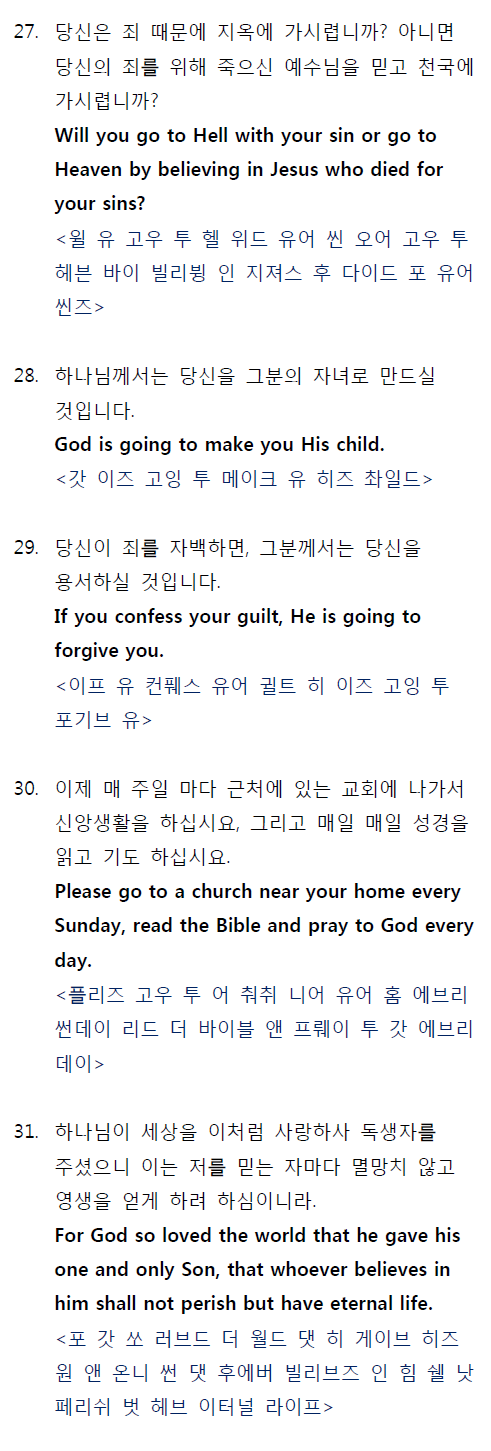 27. 당신은 죄 때문에 지옥에 가시렵니까? 아니면
당신의 죄를 위해 죽으신 예수님을 믿고 천국에
가시렵니까?
Will you go to Hell with your sin or go to
Heaven by believing in Jesus who died for
your sins?
<윌 유 고우 투 헬 위드 유어 씬 오어 고우 투
헤븐 바이 빌리빙 인 지져스 후 다이드 포 유어
씬즈>
28. 하나님께서는 당신을 그분의 자녀로 만드실
것입니다.
God is going to make you His child.
<갓 이즈 고잉 투 메이크 유 히즈 촤일드>
29. 당신이 죄를 자백하면, 그분께서는 당신을
용서하실 것입니다.
If you confess your guilt, He is going to
forgive you.
<이프 유 컨풰스 유어 귈트 히 이즈 고잉 투
포기브 유>
30. 이제 매 주일 마다 근처에 있는 교회에 나가서
신앙생활을 하십시요, 그리고 매일 매일 성경을
읽고 기도 하십시요.
Please go to a church near your home every
Sunday, read the Bible and pray to God every
day.
<플리즈 고우 투 어 춰취 니어 유어 홈 에브리
썬데이 리드 더 바이블 앤 프뤠이 투 갓 에브리
데이>
31. 하나님이 세상을 이처럼 사랑하사 독생자를
주셨으니 이는 저를 믿는 자마다 멸망치 않고
영생을 얻게 하려 하심이니라.
For God so loved the world that he gave his
one and only Son, that whoever believes in
him shall not perish but have eternal life.
<포 갓 쏘 러브드 더 월드 댓 히 게이브 히즈
원 앤 온니 썬 댓 후에버 빌리브즈 인 힘 쉘 낫
페리쉬 벗 헤브 이터널 라이프>